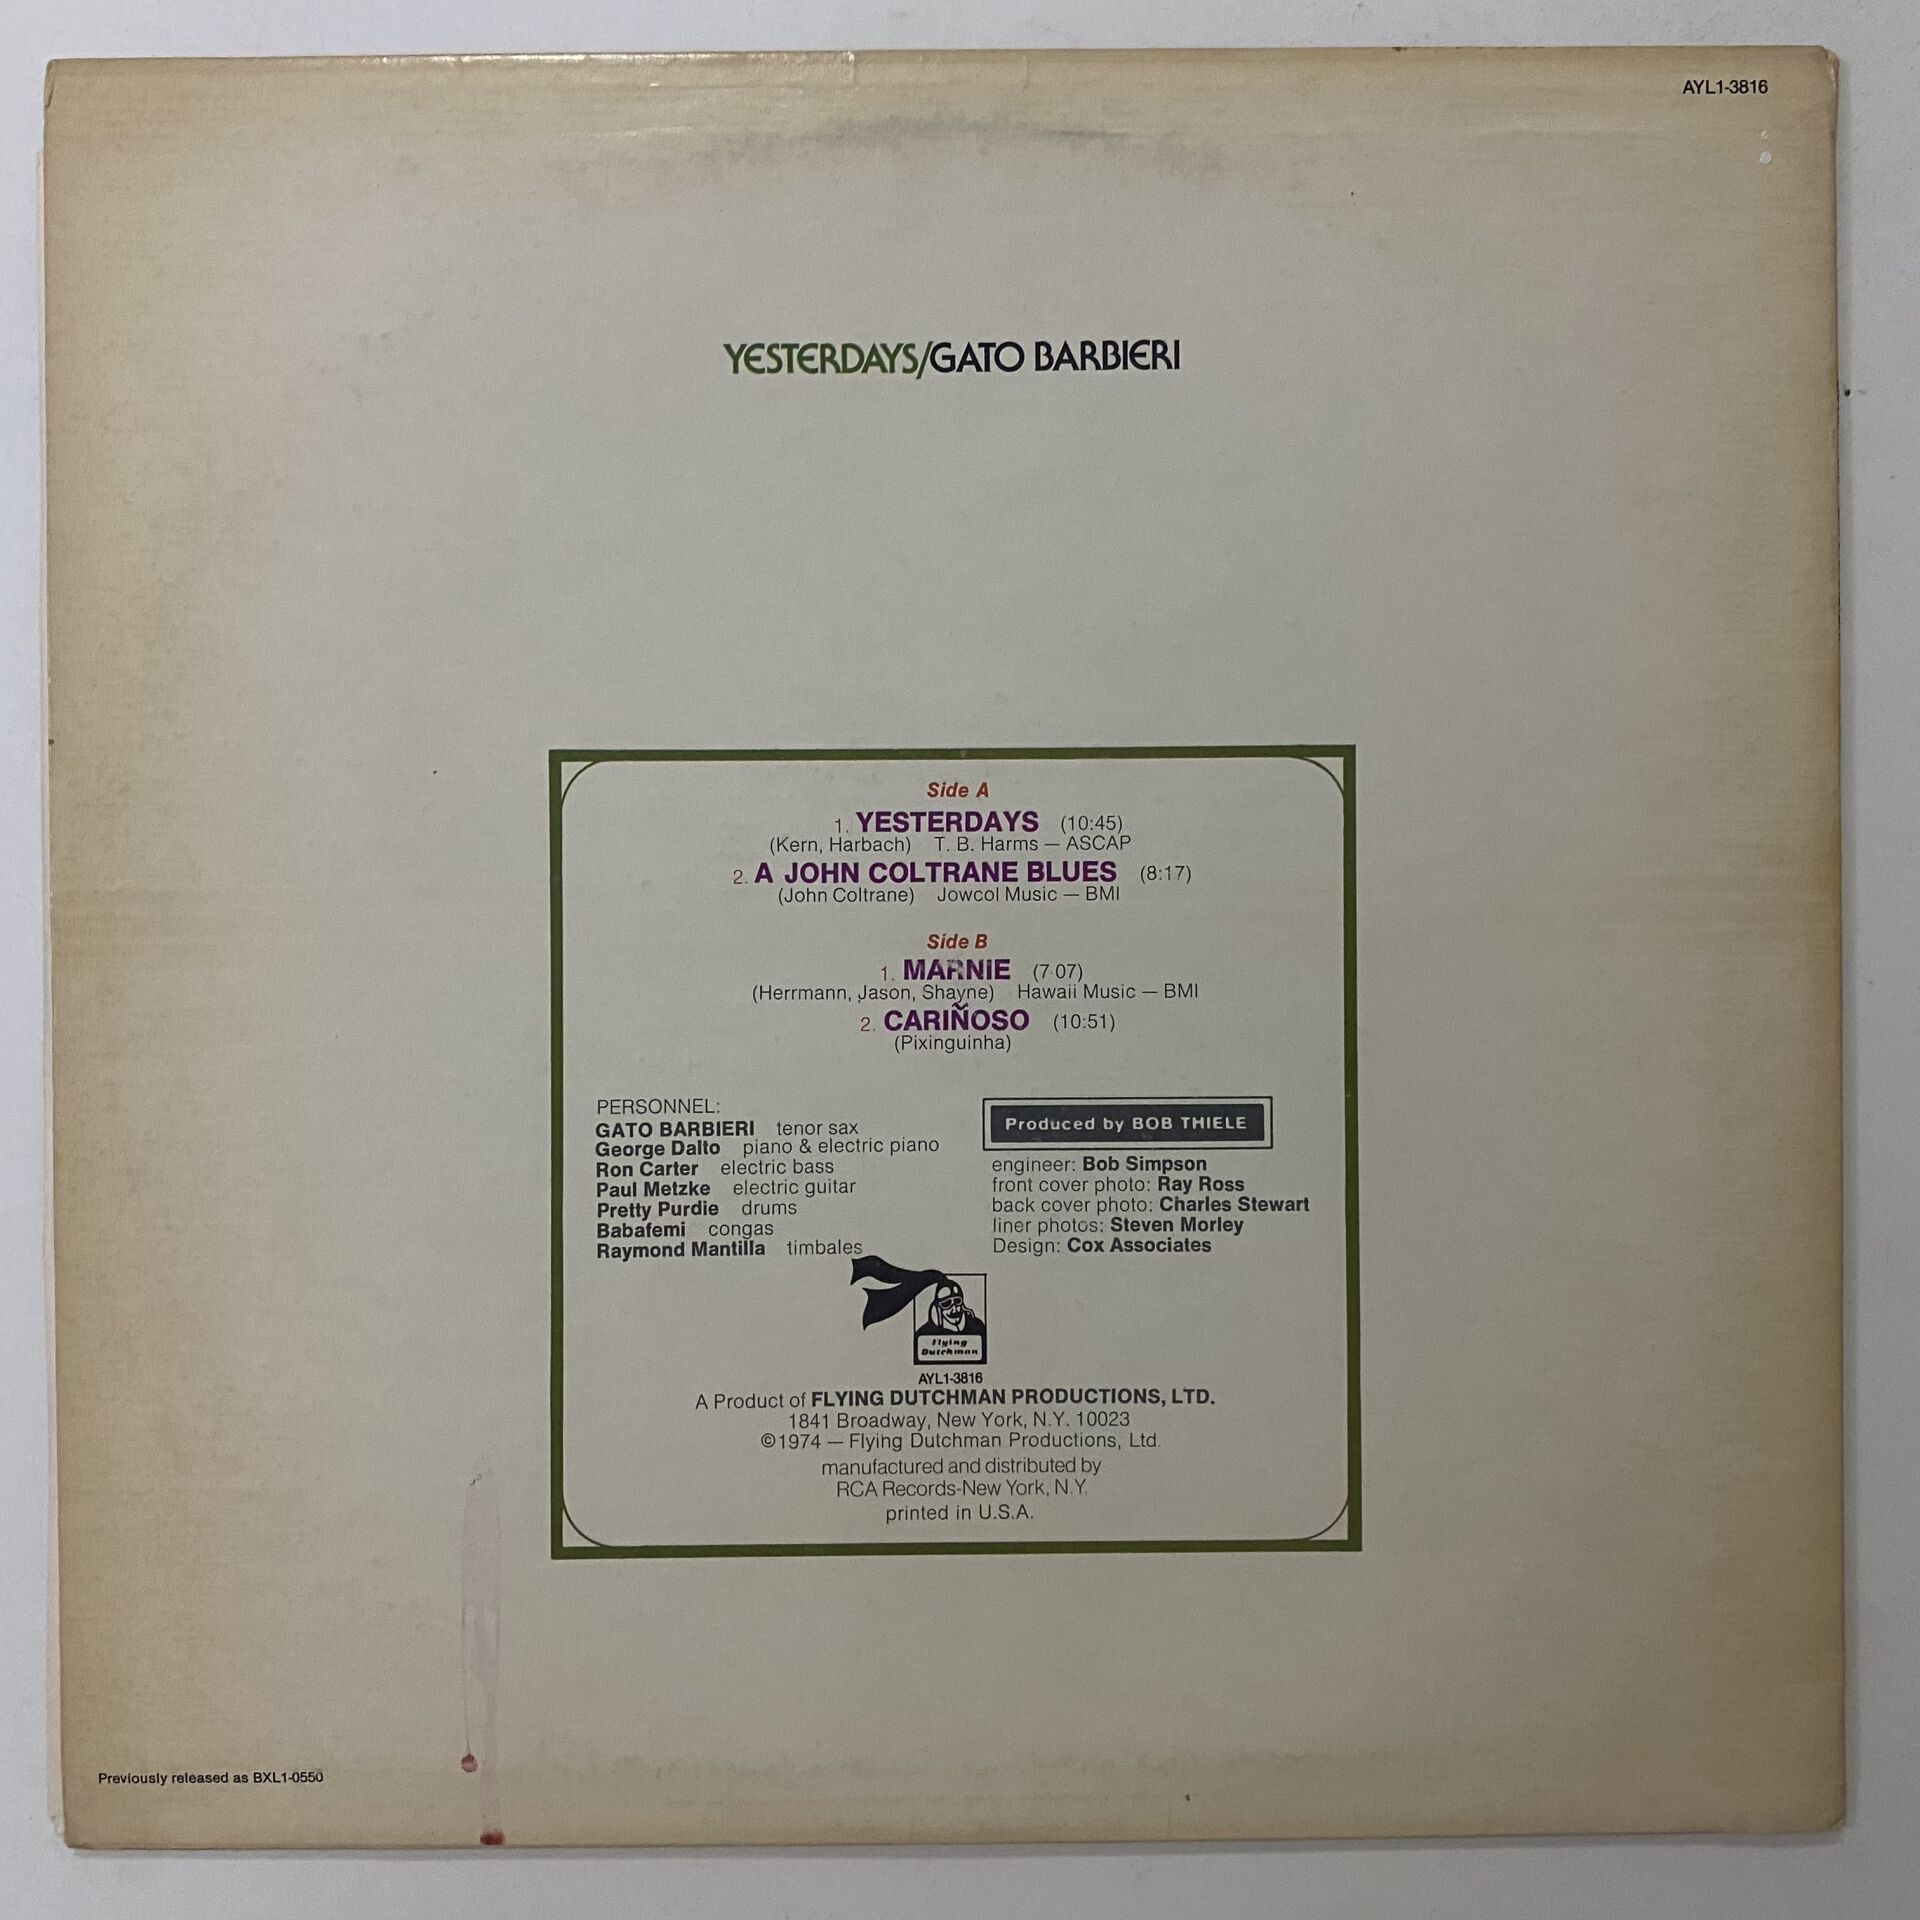 AYL1-3816
YESTERDAYS/GATO BARBIERI
Side A
1. YESTERDAYS (10:45)
(Kern, Harbach) T. B. Harms — ASCAP
2. A JOHN COLTRANE BLUES (8:17)
(John Coltrane) Jowcol Music — BMI
Side B
1. MARNIE (7:07)
(Herrmann, Jason, Shayne) Hawaii Music — BMI
2. CARIÑOSO (10:51)
(Pixinguinha)
PERSONNEL:
GATO BARBIERI tenor sax
George Dalto piano & electric piano
Ron Carter electric bass
Paul Metzke electric guitar
Pretty Purdie drums
Babafemi congas
Raymond Mantilla timbales
Produced by BOB THIELE
engineer: Bob Simpson
front cover photo: Ray Ross
back cover photo: Charles Stewart
liner photos: Steven Morley
Design: Cox Associates
Flying
Dutchman
AYL1-3816
A Product of FLYING DUTCHMAN PRODUCTIONS, LTD.
1841 Broadway, New York, N.Y. 10023
©1974 — Flying Dutchman Productions, Ltd.
manufactured and distributed by
RCA Records-New York, N.Y.
printed in U.S.A.
Previously released as BXL1-0550